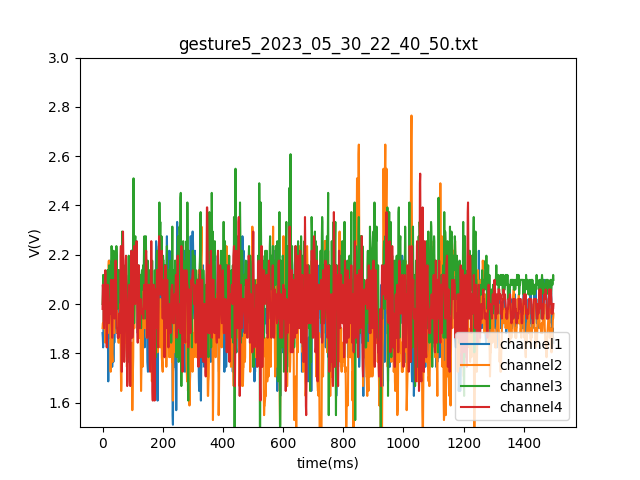 gesture5_2023_05_30_22_40_50.txt
3.0
2.8
2.6
2.4
2.2
2.0
1.8
1.6
V(V)
0 200 400 600 800 1000 1200 1400
time(ms)
channel1
channel2
channel3
channel4